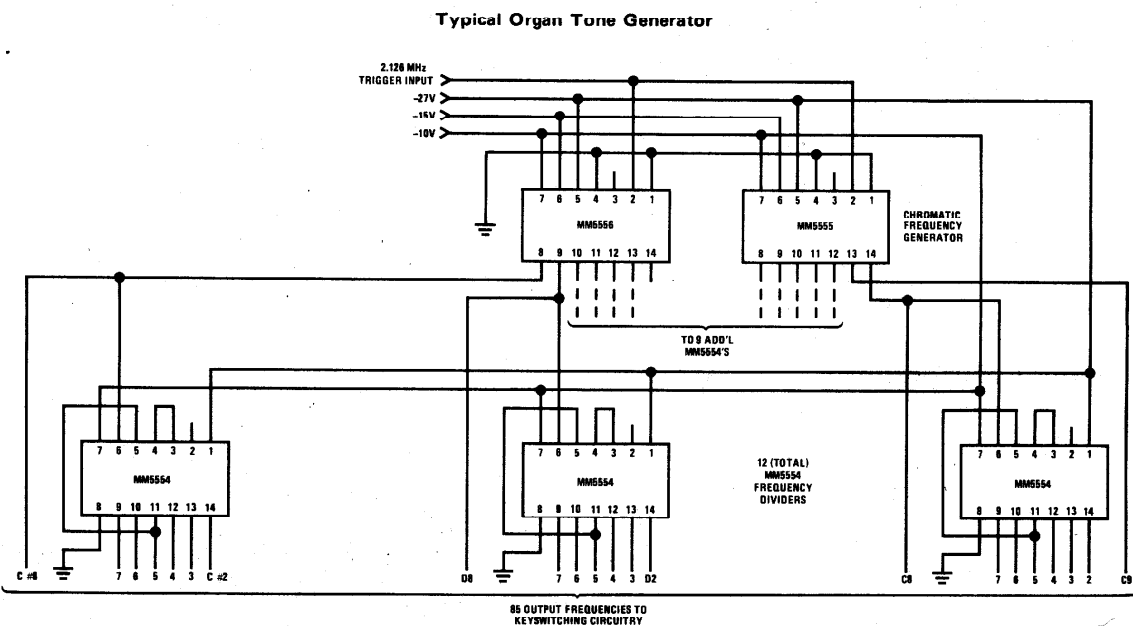 Typical Organ Tone Generator
2.126 MHz
TRIGGER INPUT
-27V
-15V
-10V
7 6 5 4 3 2 1
MM5556
8 9 10 11 12 13 14
7 6 5 4 3 2 1
MM5555
8 9 10 11 12 13 14
CHROMATIC
FREQUENCY
GENERATOR
TO 9 ADD'L
MM5554'S
7 6 5 4 3 2 1
MM5554
8 9 10 11 12 13 14
7 6 5 4 3 2 1
MM5554
8 9 10 11 12 13 14
12 (TOTAL)
MM5554
FREQUENCY
DIVIDERS
7 6 5 4 3 2 1
MM5554
8 9 10 11 12 13 14
C #8 7 6 5 4 3 C #2
D8 7 6 5 4 3 D2
C8 7 6 5 4 3 2 C9
85 OUTPUT FREQUENCIES TO
KEYSWITCHING CIRCUITRY